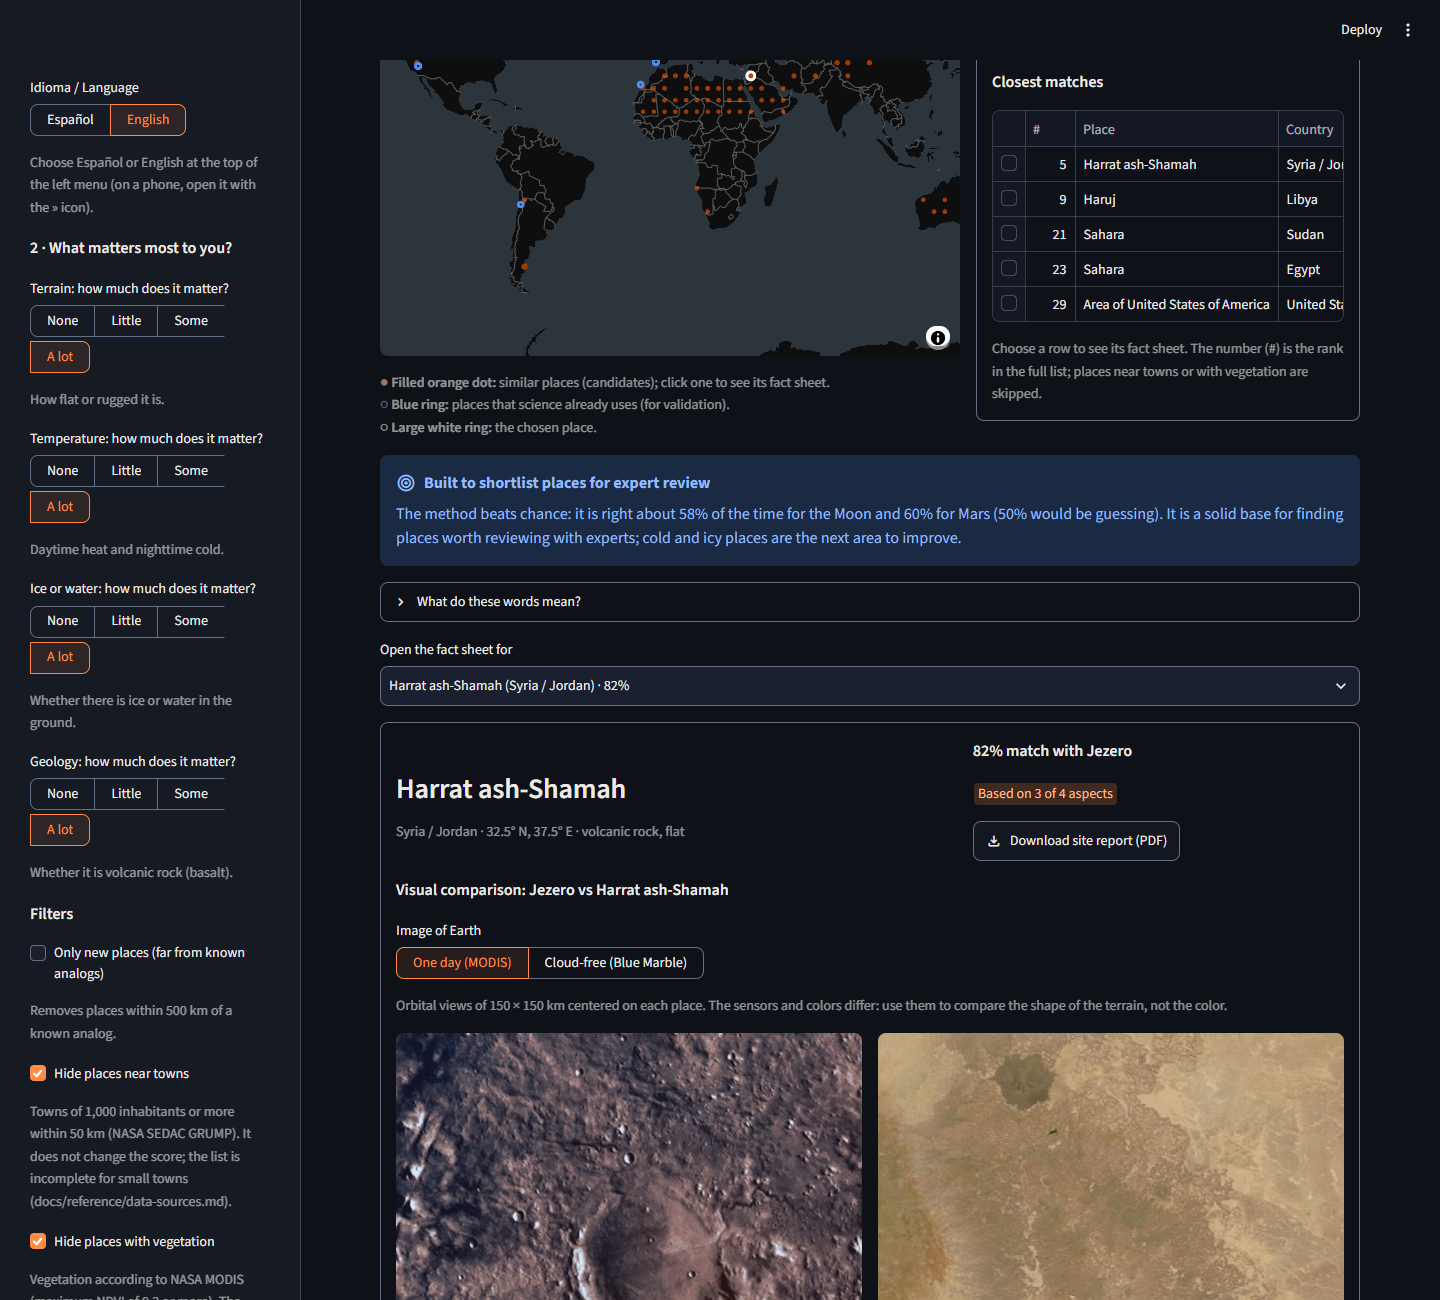 Deploy
Idioma / Language
Español
English
Choose Español or English at the top of
the left menu (on a phone, open it with
the » icon).
2 · What matters most to you?
Terrain: how much does it matter?
None
Little
Some
A lot
How flat or rugged it is.
Temperature: how much does it matter?
None
Little
Some
A lot
Daytime heat and nighttime cold.
Ice or water: how much does it matter?
None
Little
Some
A lot
Whether there is ice or water in the
ground.
Geology: how much does it matter?
None
Little
Some
A lot
Whether it is volcanic rock (basalt).
Filters
Only new places (far from known
analogs)
Removes places within 500 km of a
known analog.
Hide places near towns
Towns of 1,000 inhabitants or more
within 50 km (NASA SEDAC GRUMP). It
does not change the score; the list is
incomplete for small towns
(docs/reference/data-sources.md).
Hide places with vegetation
Vegetation according to NASA MODIS
Closest matches
# Place Country
5 Harrat ash-Shamah Syria / Jor
9 Haruj Libya
21 Sahara Sudan
23 Sahara Egypt
29 Area of United States of America United Sta
Choose a row to see its fact sheet. The number (#) is the rank
in the full list; places near towns or with vegetation are
skipped.
Filled orange dot: similar places (candidates); click one to see its fact sheet.
Blue ring: places that science already uses (for validation).
Large white ring: the chosen place.
Built to shortlist places for expert review
The method beats chance: it is right about 58% of the time for the Moon and 60% for Mars (50% would be guessing). It is a solid base for finding
places worth reviewing with experts; cold and icy places are the next area to improve.
What do these words mean?
Open the fact sheet for
Harrat ash-Shamah (Syria / Jordan) · 82%
Harrat ash-Shamah
Syria / Jordan · 32.5° N, 37.5° E · volcanic rock, flat
82% match with Jezero
Based on 3 of 4 aspects
Download site report (PDF)
Visual comparison: Jezero vs Harrat ash-Shamah
Image of Earth
One day (MODIS)
Cloud-free (Blue Marble)
Orbital views of 150 × 150 km centered on each place. The sensors and colors differ: use them to compare the shape of the terrain, not the color.